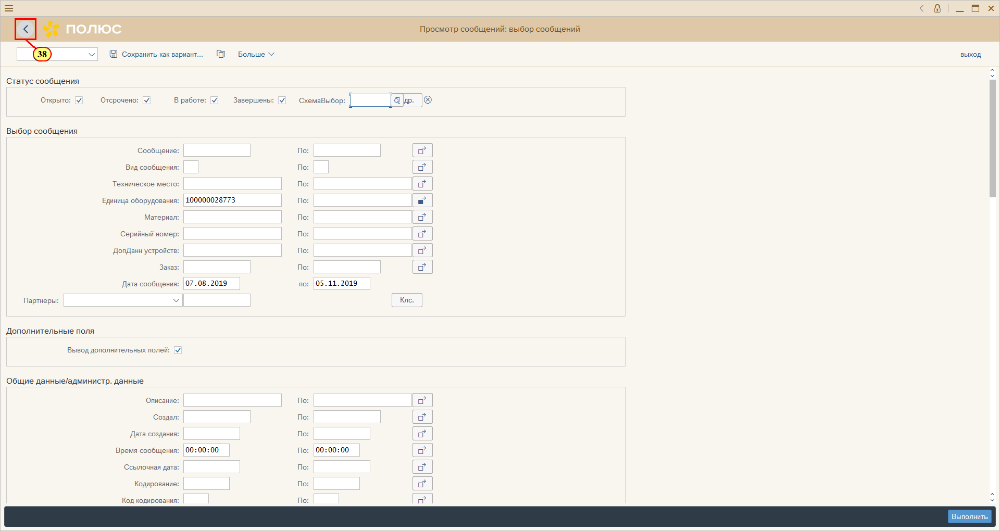 ПОЛЮС
Просмотр сообщений: выбор сообщений
38
Сохранить как вариант...
Больше
выход
Статус сообщения
Открыто:
Отсрочено:
В работе:
Завершены:
СхемаВыбор:
др.
Выбор сообщения
Сообщение:
По:
Вид сообщения:
По:
Техническое место:
По:
Единица оборудования: 100000028773
По:
Материал:
По:
Серийный номер:
По:
ДопДанн устройств:
По:
Заказ:
По:
Дата сообщения: 07.08.2019
по: 05.11.2019
Партнеры:
Клс.
Дополнительные поля
Вывод дополнительных полей:
Общие данные/администр. данные
Описание:
По:
Создал:
По:
Дата создания:
По:
Время сообщения: 00:00:00
По: 00:00:00
Ссылочная дата:
По:
Кодирование:
По:
Код кодирования:
По:
Выполнить